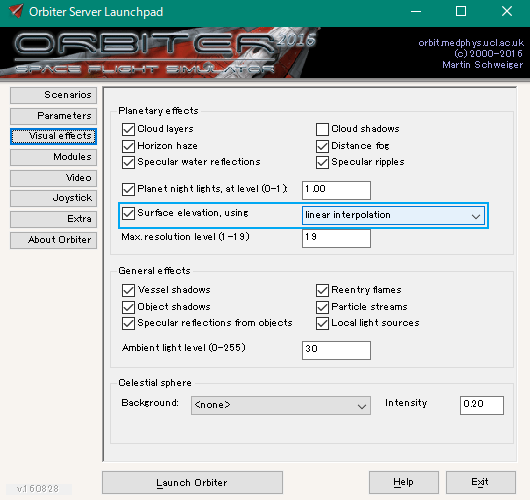 Orbiter Server Launchpad
ORBITER 2016
SPACE FLIGHT SIMULATOR
orbit.medphys.ucl.ac.uk
(c) 2000-2016
Martin Schweiger
Scenarios
Parameters
Visual effects
Modules
Video
Joystick
Extra
About Orbiter
Planetary effects
Cloud layers Cloud shadows
Horizon haze Distance fog
Specular water reflections Specular ripples
Planet night lights, at level (0-1): 1.00
Surface elevation, using linear interpolation
Max. resolution level (1-19) 19
General effects
Vessel shadows Reentry flames
Object shadows Particle streams
Specular reflections from objects Local light sources
Ambient light level (0-255) 30
Celestial sphere
Background: <none> Intensity 0.20
v.160828
Launch Orbiter Help Exit